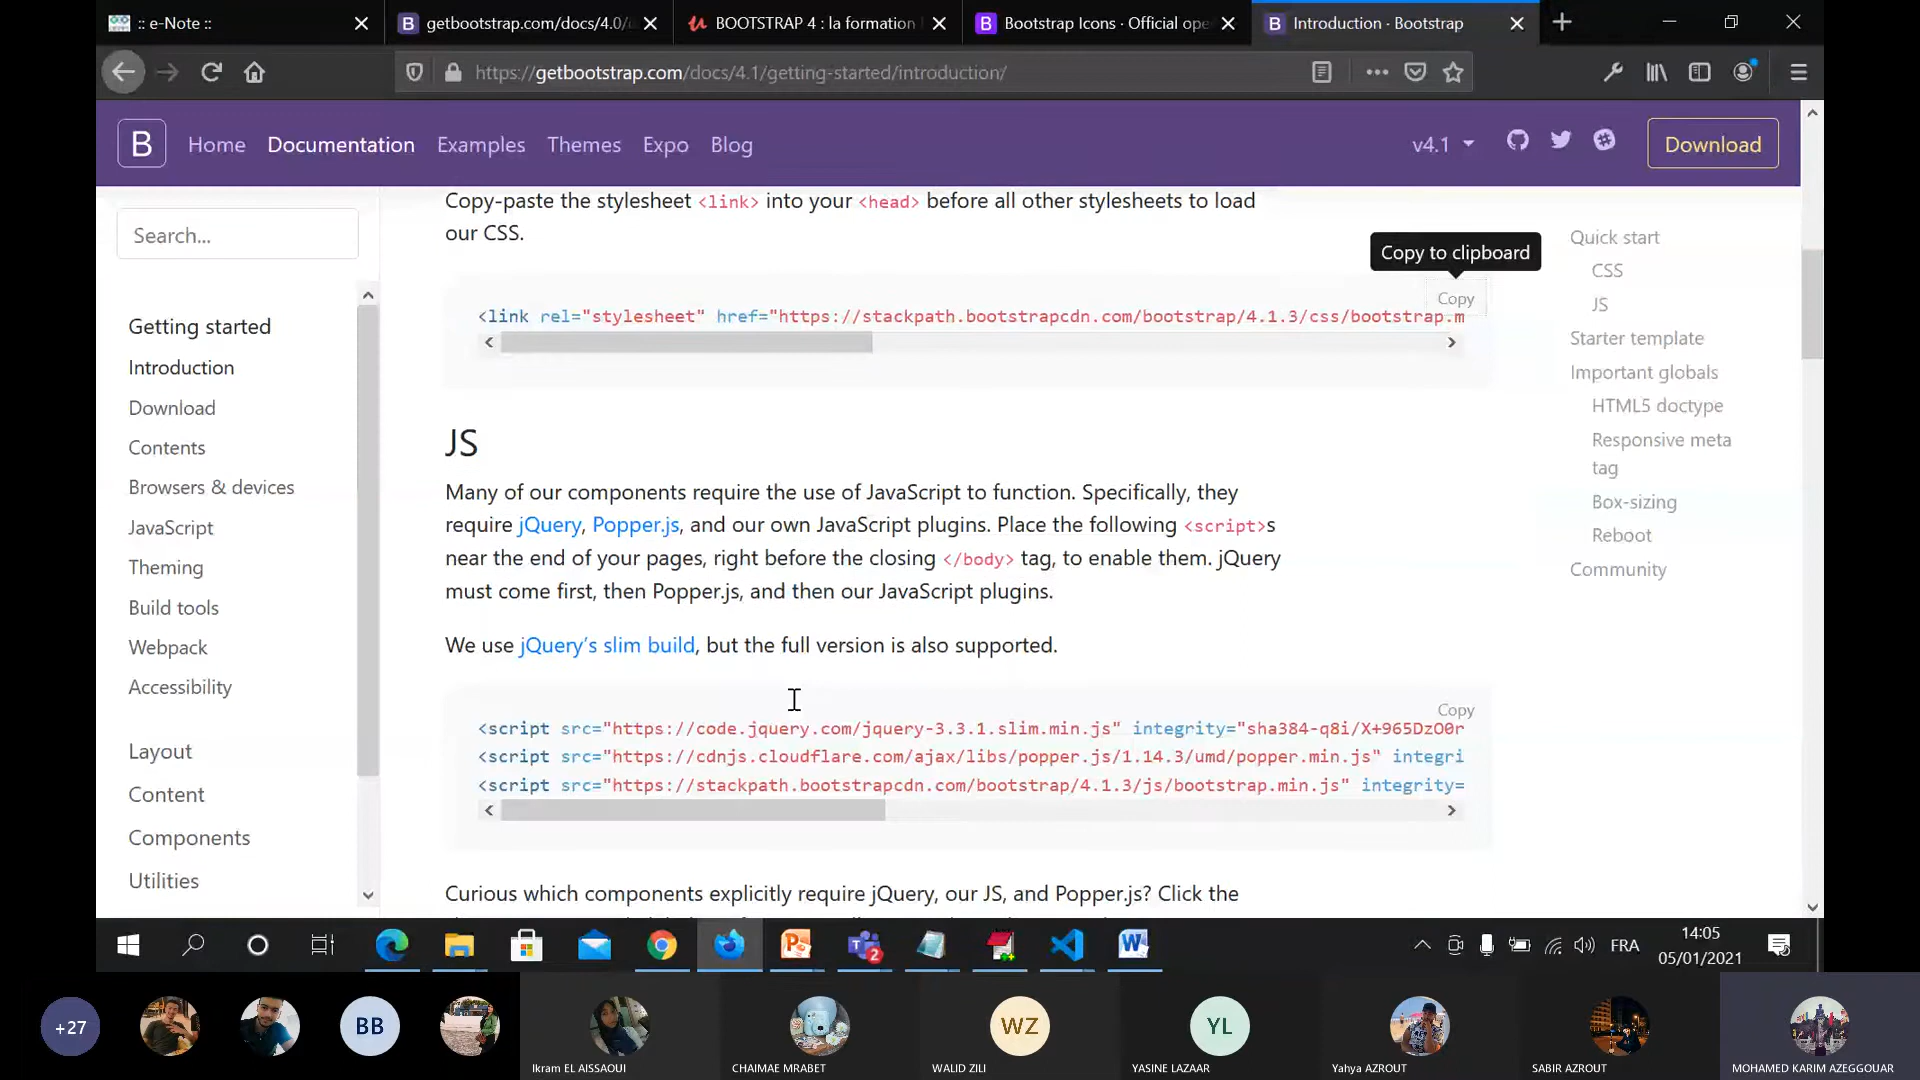 :: e-Note ::
getbootstrap.com/docs/4.0/u
BOOTSTRAP 4 : la formation
Bootstrap Icons · Official ope
Introduction · Bootstrap
https://getbootstrap.com/docs/4.1/getting-started/introduction/
B
Home
Documentation
Examples
Themes
Expo
Blog
v4.1
Download
Search...
Getting started
Introduction
Download
Contents
Browsers & devices
JavaScript
Theming
Build tools
Webpack
Accessibility
Layout
Content
Components
Utilities
Copy-paste the stylesheet <link> into your <head> before all other stylesheets to load
our CSS.
Copy to clipboard
Copy
<link rel="stylesheet" href="https://stackpath.bootstrapcdn.com/bootstrap/4.1.3/css/bootstrap.m
JS
Many of our components require the use of JavaScript to function. Specifically, they
require jQuery, Popper.js, and our own JavaScript plugins. Place the following <script>s
near the end of your pages, right before the closing </body> tag, to enable them. jQuery
must come first, then Popper.js, and then our JavaScript plugins.
We use jQuery’s slim build, but the full version is also supported.
Copy
<script src="https://code.jquery.com/jquery-3.3.1.slim.min.js" integrity="sha384-q8i/X+965DzO0r
<script src="https://cdnjs.cloudflare.com/ajax/libs/popper.js/1.14.3/umd/popper.min.js" integri
<script src="https://stackpath.bootstrapcdn.com/bootstrap/4.1.3/js/bootstrap.min.js" integrity=
Curious which components explicitly require jQuery, our JS, and Popper.js? Click the
Quick start
CSS
JS
Starter template
Important globals
HTML5 doctype
Responsive meta
tag
Box-sizing
Reboot
Community
2
FRA
14:05
05/01/2021
+27
BB
WZ
YL
Ikram EL AISSAOUI
CHAIMAE MRABET
WALID ZILI
YASINE LAZAAR
Yahya AZROUT
SABIR AZROUT
MOHAMED KARIM AZEGGOUAR